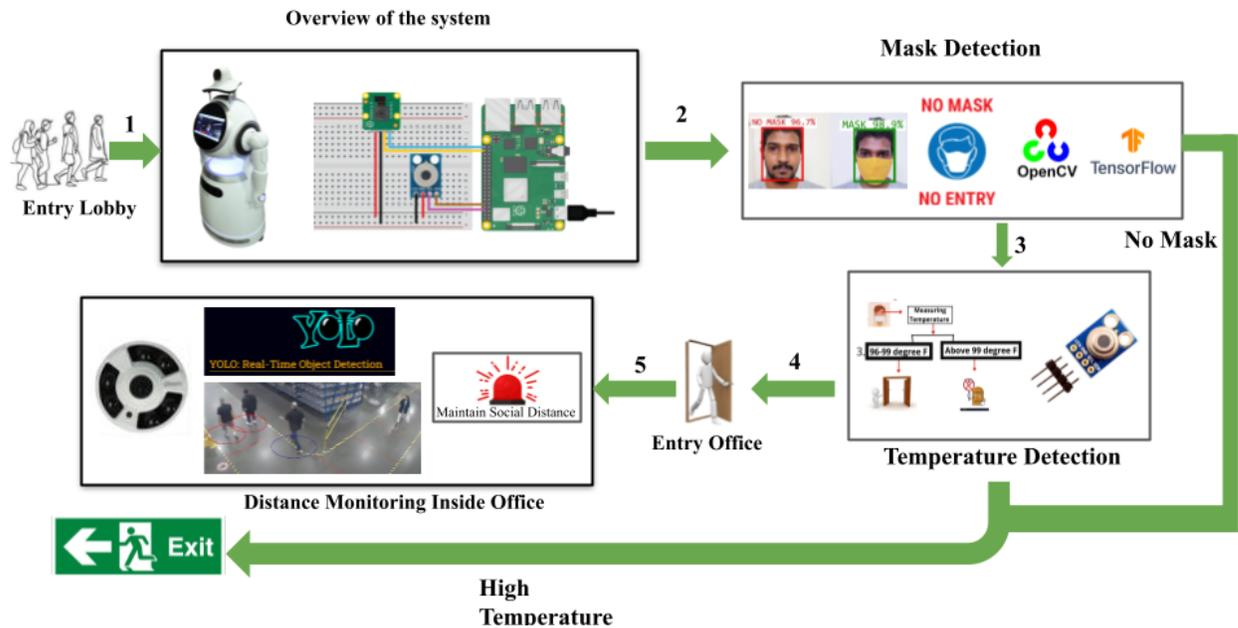 Overview of the system
Mask Detection
1
2
NO MASK 96.7%
MASK 98.9%
NO MASK
NO ENTRY
OpenCV
TensorFlow
Entry Lobby
3
No Mask
Measuring
Temperature
3.
96-99 degree F
Above 99 degree F
YOLO
YOLO: Real-Time Object Detection
Maintain Social Distance
5
4
Entry Office
Temperature Detection
Distance Monitoring Inside Office
Exit
High
Temperature